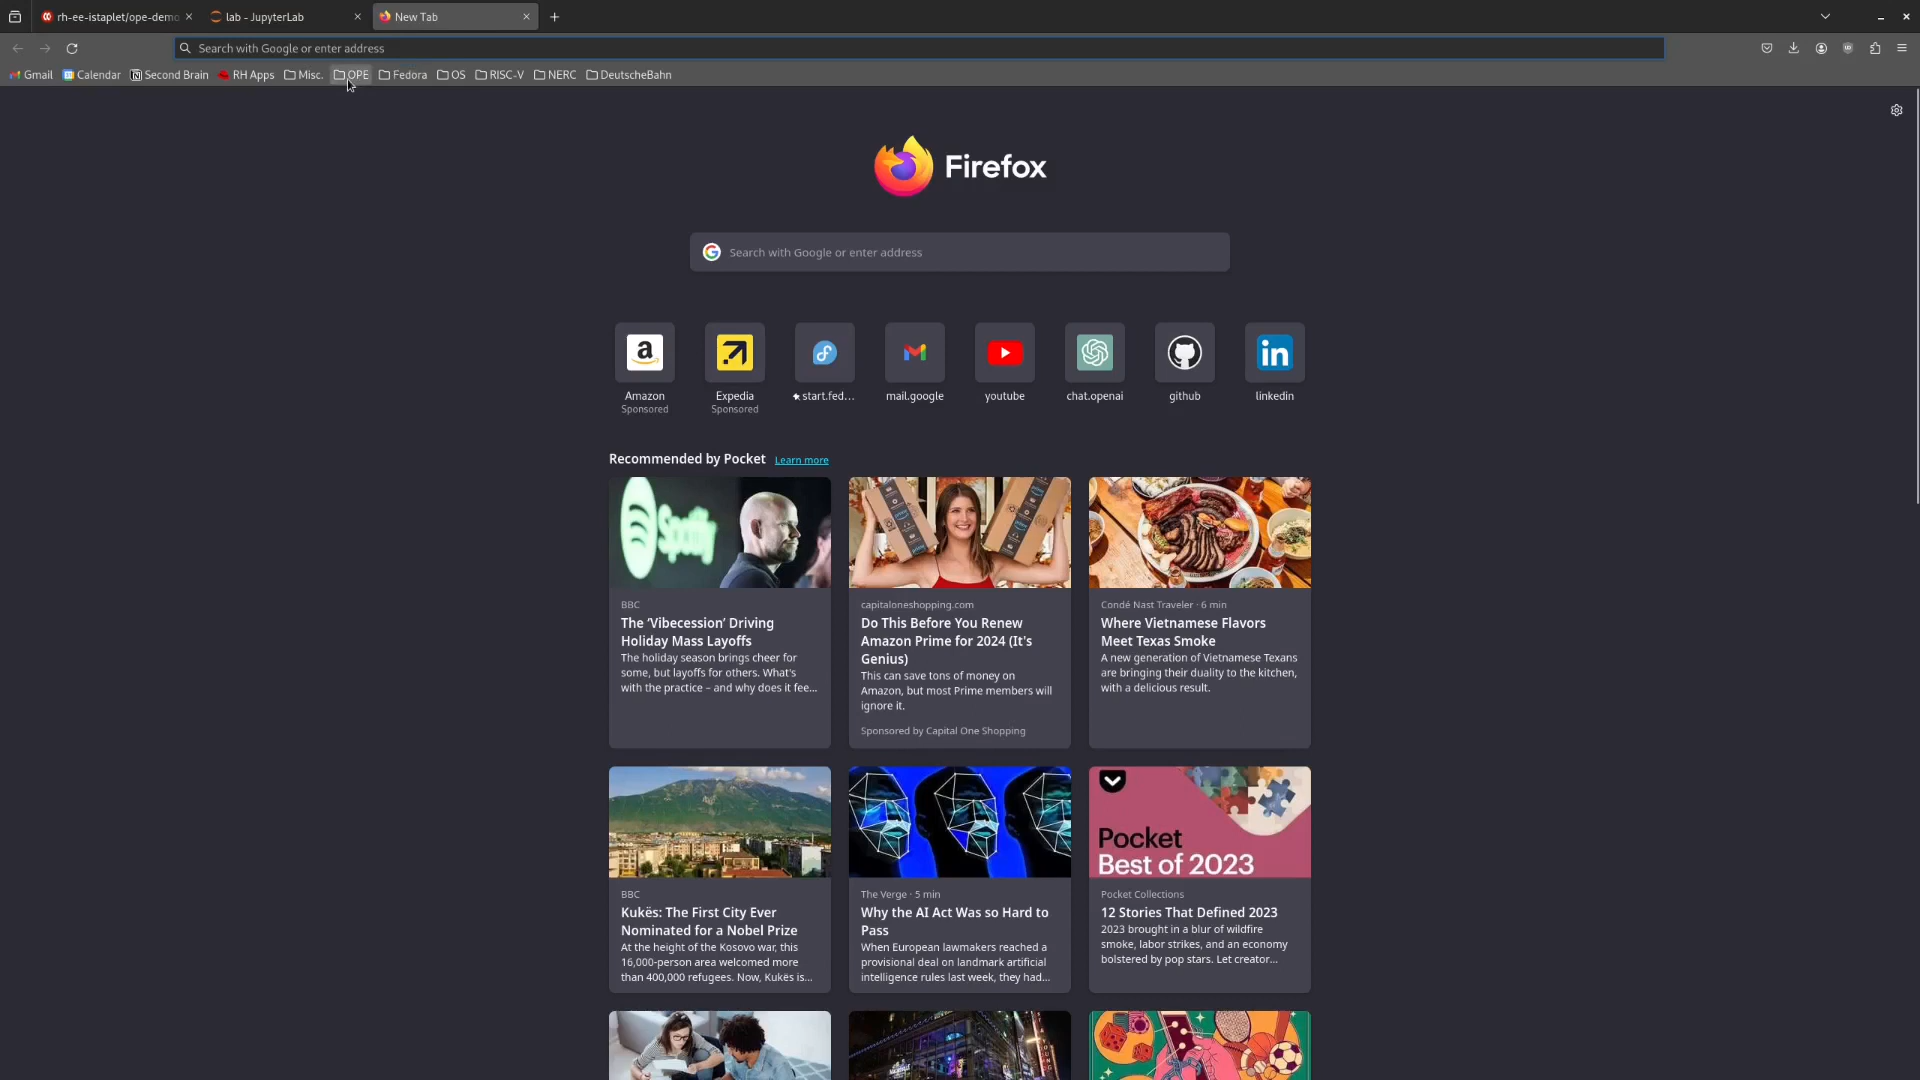 rh-ee-istaplet/ope-demo
lab - JupyterLab
New Tab
Search with Google or enter address
Gmail
Calendar
Second Brain
RH Apps
Misc.
OPE
Fedora
OS
RISC-V
NERC
DeutscheBahn
Firefox
Search with Google or enter address
Amazon
Sponsored
Expedia
Sponsored
start.fed...
mail.google
youtube
chat.openai
github
linkedin
Recommended by Pocket Learn more
Spotify
BBC
The ‘Vibecession’ Driving
Holiday Mass Layoffs
The holiday season brings cheer for
some, but layoffs for others. What's
with the practice – and why does it fee...
capitaloneshopping.com
Do This Before You Renew
Amazon Prime for 2024 (It's
Genius)
This can save tons of money on
Amazon, but most Prime members will
ignore it.
Sponsored by Capital One Shopping
Condé Nast Traveler · 6 min
Where Vietnamese Flavors
Meet Texas Smoke
A new generation of Vietnamese Texans
are bringing their duality to the kitchen,
with a delicious result.
BBC
Kukës: The First City Ever
Nominated for a Nobel Prize
At the height of the Kosovo war, this
16,000-person area welcomed more
than 400,000 refugees. Now, Kukës is...
The Verge · 5 min
Why the AI Act Was so Hard to
Pass
When European lawmakers reached a
provisional deal on landmark artificial
intelligence rules last week, they had...
Pocket
Best of 2023
Pocket Collections
12 Stories That Defined 2023
2023 brought in a blur of wildfire
smoke, labor strikes, and an economy
bolstered by pop stars. Let creator...